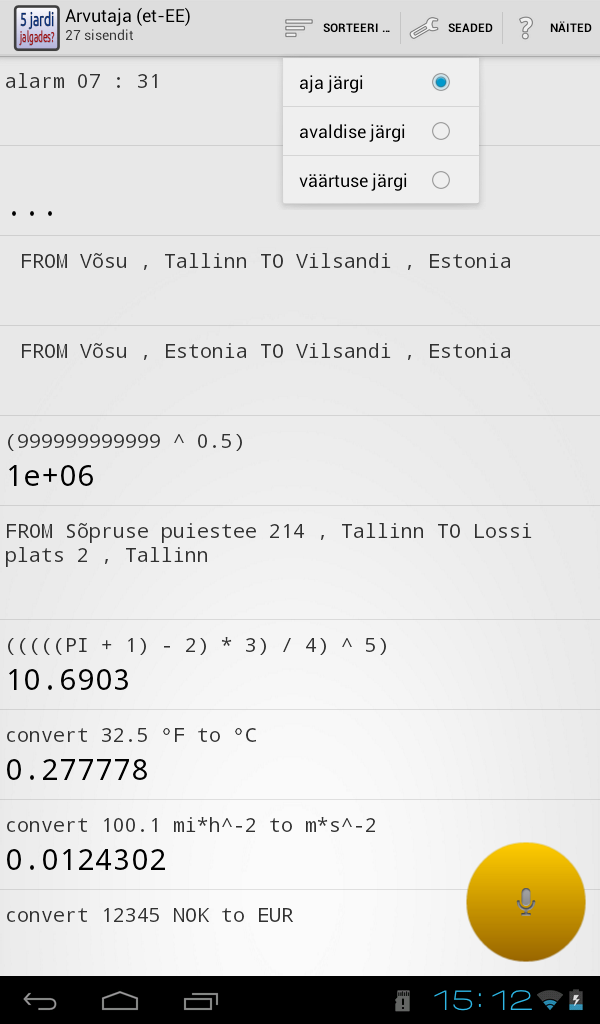 5 jardi
jalgades?
Arvutaja (et-EE)
27 sisendit
SORTEERI ...
SEADED
NÄITED
aja järgi
avaldise järgi
väärtuse järgi
alarm 07 : 31
...
FROM Võsu , Tallinn TO Vilsandi , Estonia
FROM Võsu , Estonia TO Vilsandi , Estonia
(999999999999 ^ 0.5)
1e+06
FROM Sõpruse puiestee 214 , Tallinn TO Lossi
plats 2 , Tallinn
(((((PI + 1) - 2) * 3) / 4) ^ 5)
10.6903
convert 32.5 °F to °C
0.277778
convert 100.1 mi*h^-2 to m*s^-2
0.0124302
convert 12345 NOK to EUR
15:12